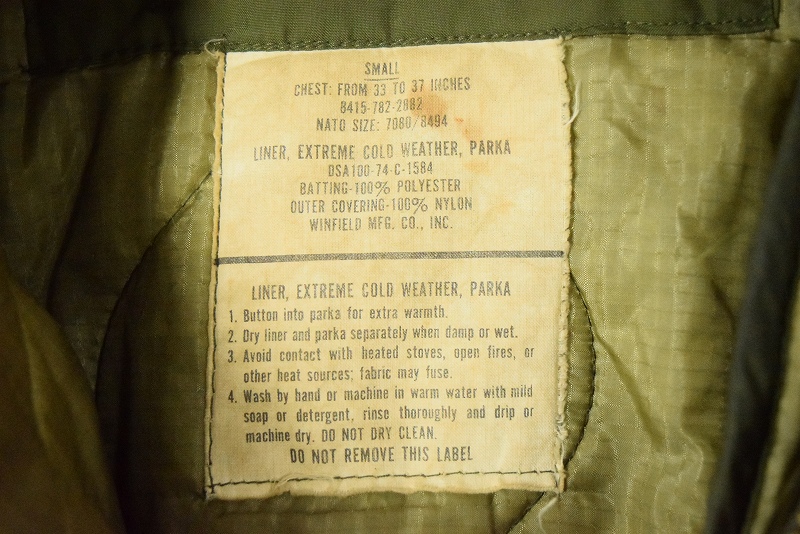 SMALL
CHEST: FROM 33 TO 37 INCHES
8415-782-2882
NATO SIZE: 7080/8494
LINER, EXTREME COLD WEATHER, PARKA
DSA100-74-C-1584
BATTING-100% POLYESTER
OUTER COVERING-100% NYLON
WINFIELD MFG. CO., INC.
LINER, EXTREME COLD WEATHER, PARKA
1. Button into parka for extra warmth.
2. Dry liner and parka separately when damp or wet.
3. Avoid contact with heated stoves, open fires, or
other heat sources; fabric may fuse.
4. Wash by hand or machine in warm water with mild
soap or detergent, rinse thoroughly and drip or
machine dry. DO NOT DRY CLEAN.
DO NOT REMOVE THIS LABEL